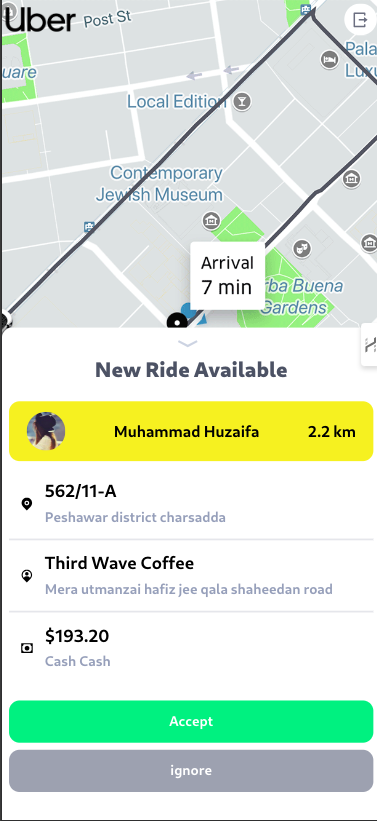 Uber
Post St
Pala
Luxu
uare
Local Edition
Contemporary
Jewish Museum
Arrival
7 min
rba Buena
Gardens
New Ride Available
Muhammad Huzaifa 2.2 km
562/11-A
Peshawar district charsadda
Third Wave Coffee
Mera utmanzai hafiz jee qala shaheedan road
$193.20
Cash Cash
Accept
ignore